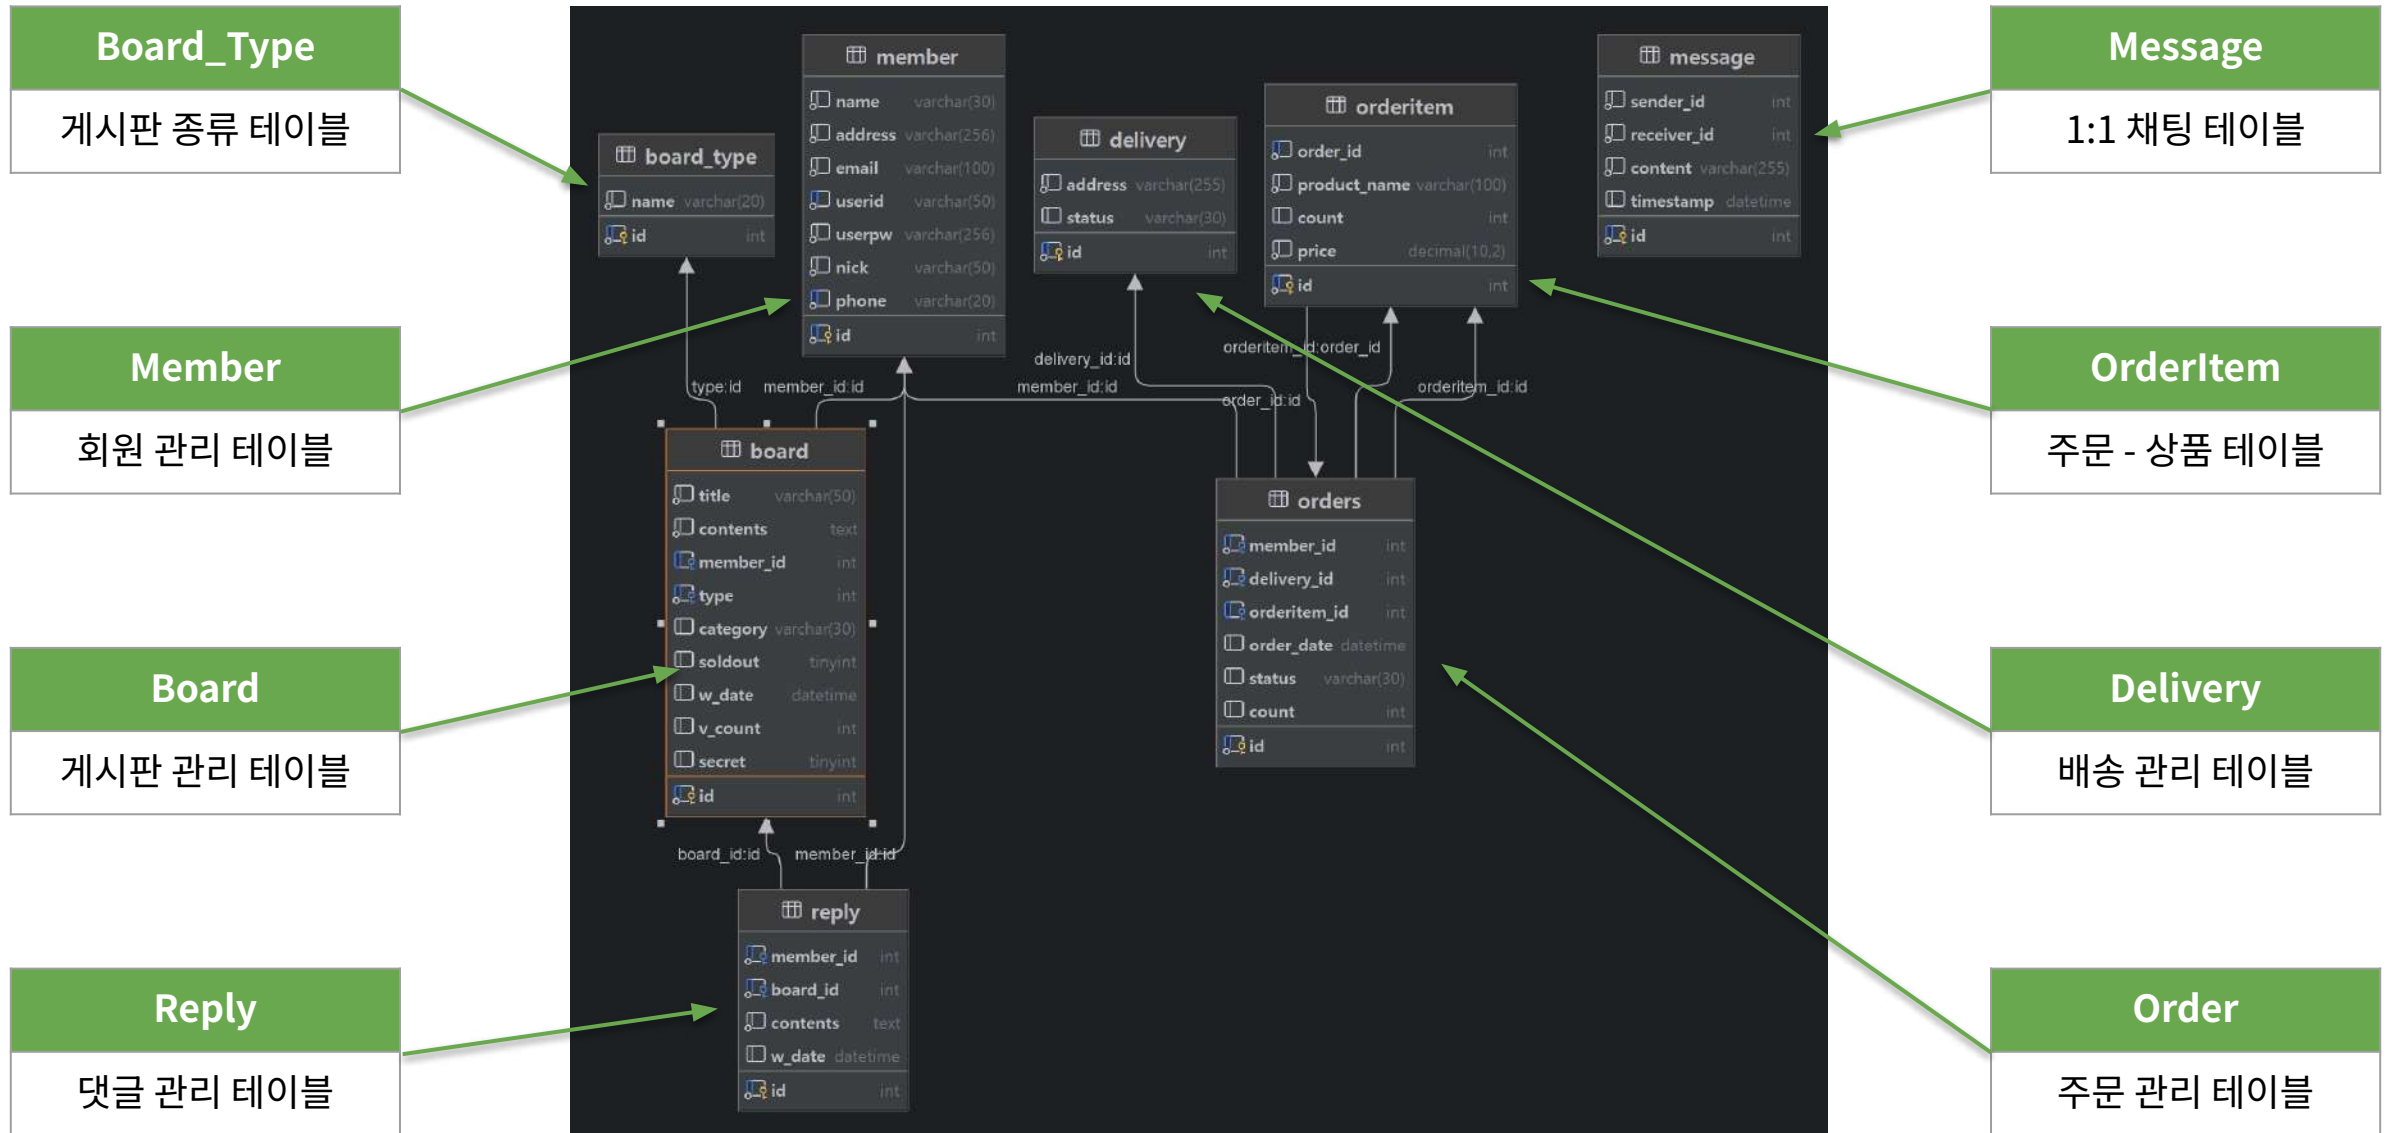 Board_Type
게시판 종류 테이블
Member
회원 관리 테이블
Board
게시판 관리 테이블
Reply
댓글 관리 테이블
board_type
name varchar(20)
id int
member
name varchar(30)
address varchar(256)
email varchar(100)
userid varchar(50)
userpw varchar(256)
nick varchar(50)
phone varchar(20)
id int
delivery
address varchar(255)
status varchar(30)
id int
orderitem
order_id int
product_name varchar(100)
count int
price decimal(10,2)
id int
message
sender_id int
receiver_id int
content varchar(255)
timestamp datetime
id int
type:id
member_id:id
member_id:id
delivery_id:id
orderitem_id:order_id
order_id:id
orderitem_id:id
board
title varchar(50)
contents text
member_id int
type int
category varchar(30)
soldout tinyint
w_date datetime
v_count int
secret tinyint
id int
orders
member_id int
delivery_id int
orderitem_id int
order_date datetime
status varchar(30)
count int
id int
board_id:id
member_id:id
reply
member_id int
board_id int
contents text
w_date datetime
id int
Message
1:1 채팅 테이블
OrderItem
주문 - 상품 테이블
Delivery
배송 관리 테이블
Order
주문 관리 테이블